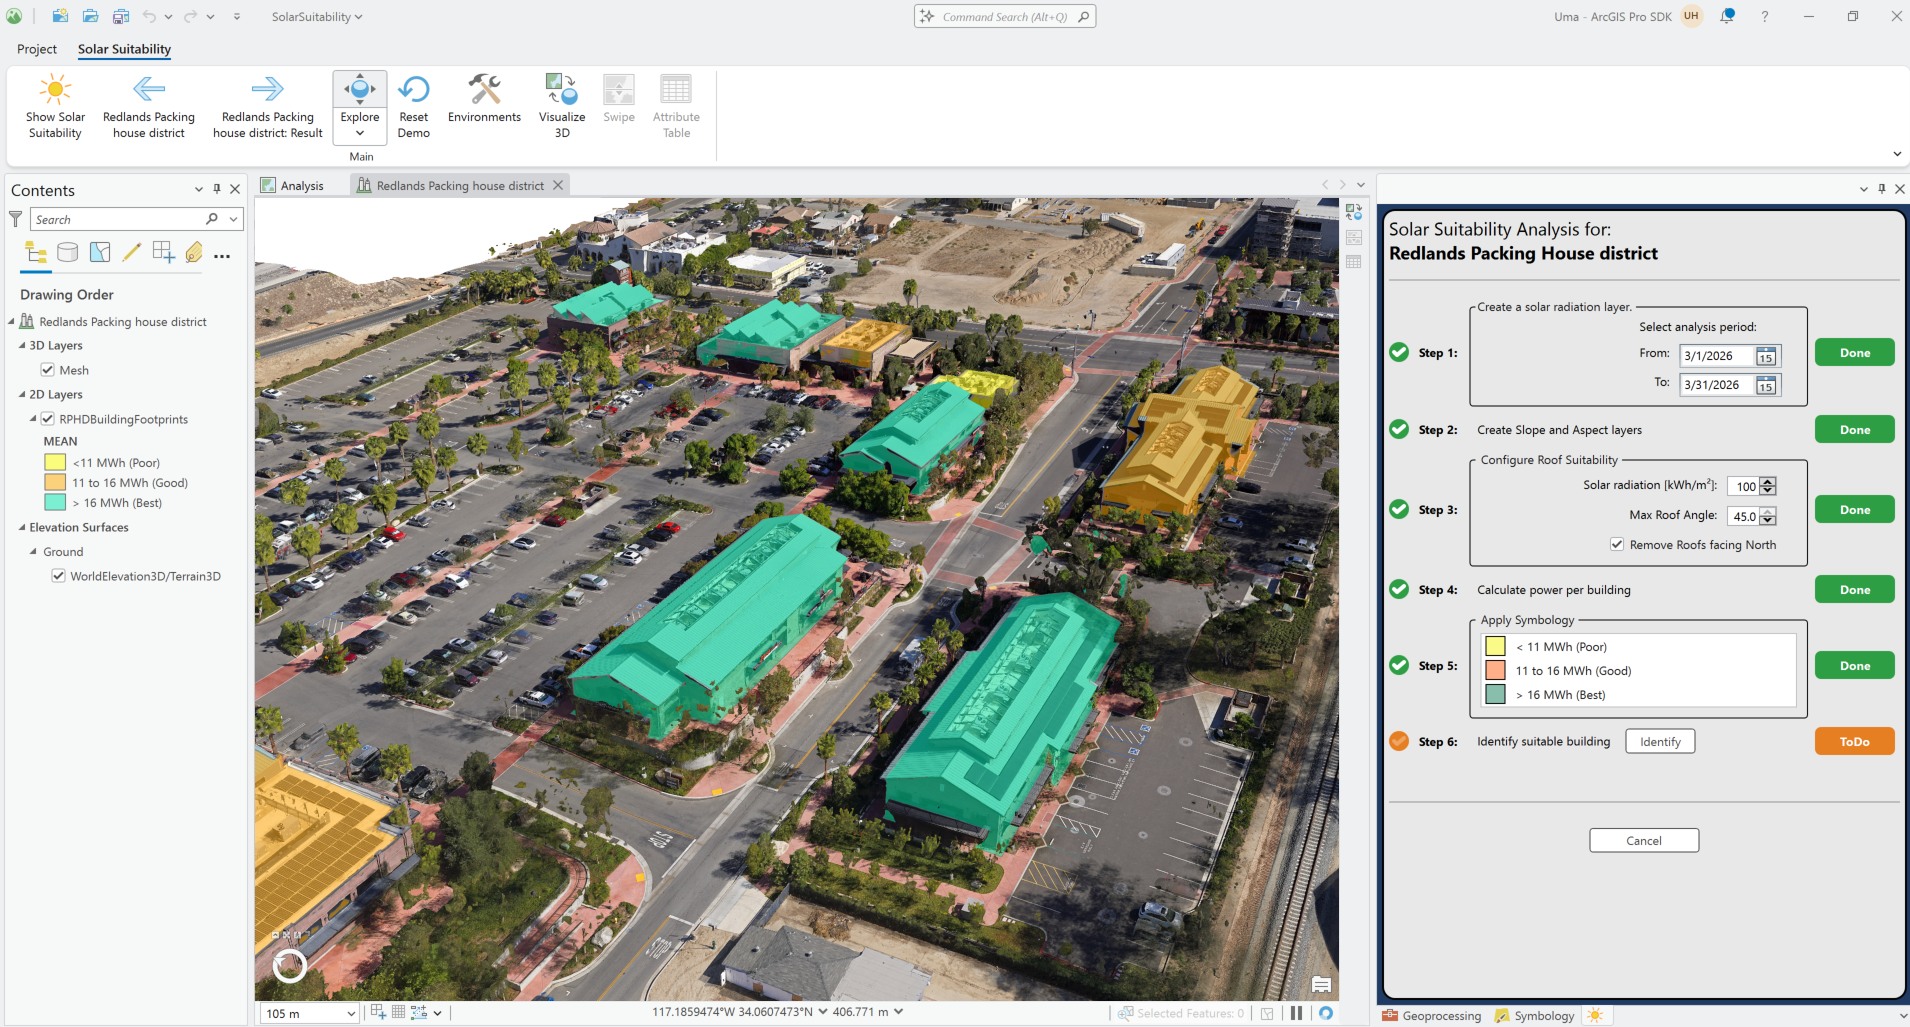 SolarSuitability
Command Search (Alt+Q)
Uma - ArcGIS Pro SDK
UH
?
Project
Solar Suitability
Show Solar
Suitability
Redlands Packing
house district
Redlands Packing
house district: Result
Explore
Reset
Demo
Environments
Visualize
3D
Swipe
Attribute
Table
Main
Contents
Search
Drawing Order
Redlands Packing house district
3D Layers
Mesh
2D Layers
RPHDBuildingFootprints
MEAN
<11 MWh (Poor)
11 to 16 MWh (Good)
> 16 MWh (Best)
Elevation Surfaces
Ground
WorldElevation3D/Terrain3D
Analysis
Redlands Packing house district
STOP
105 m
117.1859474°W 34.0607473°N
406.771 m
Selected Features: 0
Solar Suitability Analysis for:
Redlands Packing House district
Step 1:
Create a solar radiation layer.
Select analysis period:
From:
3/1/2026
15
To:
3/31/2026
15
Done
Step 2:
Create Slope and Aspect layers
Done
Step 3:
Configure Roof Suitability
Solar radiation [kWh/m²]:
100
Max Roof Angle:
45.0
Remove Roofs facing North
Done
Step 4:
Calculate power per building
Done
Step 5:
Apply Symbology
< 11 MWh (Poor)
11 to 16 MWh (Good)
> 16 MWh (Best)
Done
Step 6:
Identify suitable building
Identify
ToDo
Cancel
Geoprocessing
Symbology